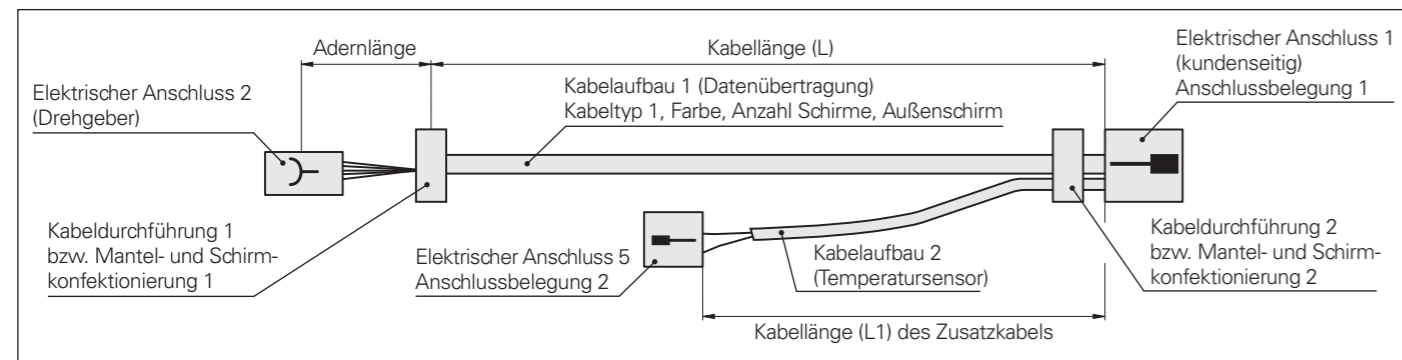 Adernlänge
Kabellänge (L)
Elektrischer Anschluss 1
(kundenseitig)
Anschlussbelegung 1
Elektrischer Anschluss 2
(Drehgeber)
Kabelaufbau 1 (Datenübertragung)
Kabeltyp 1, Farbe, Anzahl Schirme, Außenschirm
Kabeldurchführung 1
bzw. Mantel- und Schirm-
konfektionierung 1
Elektrischer Anschluss 5
Anschlussbelegung 2
Kabelaufbau 2
(Temperatursensor)
Kabeldurchführung 2
bzw. Mantel- und Schirm-
konfektionierung 2
Kabellänge (L1) des Zusatzkabels